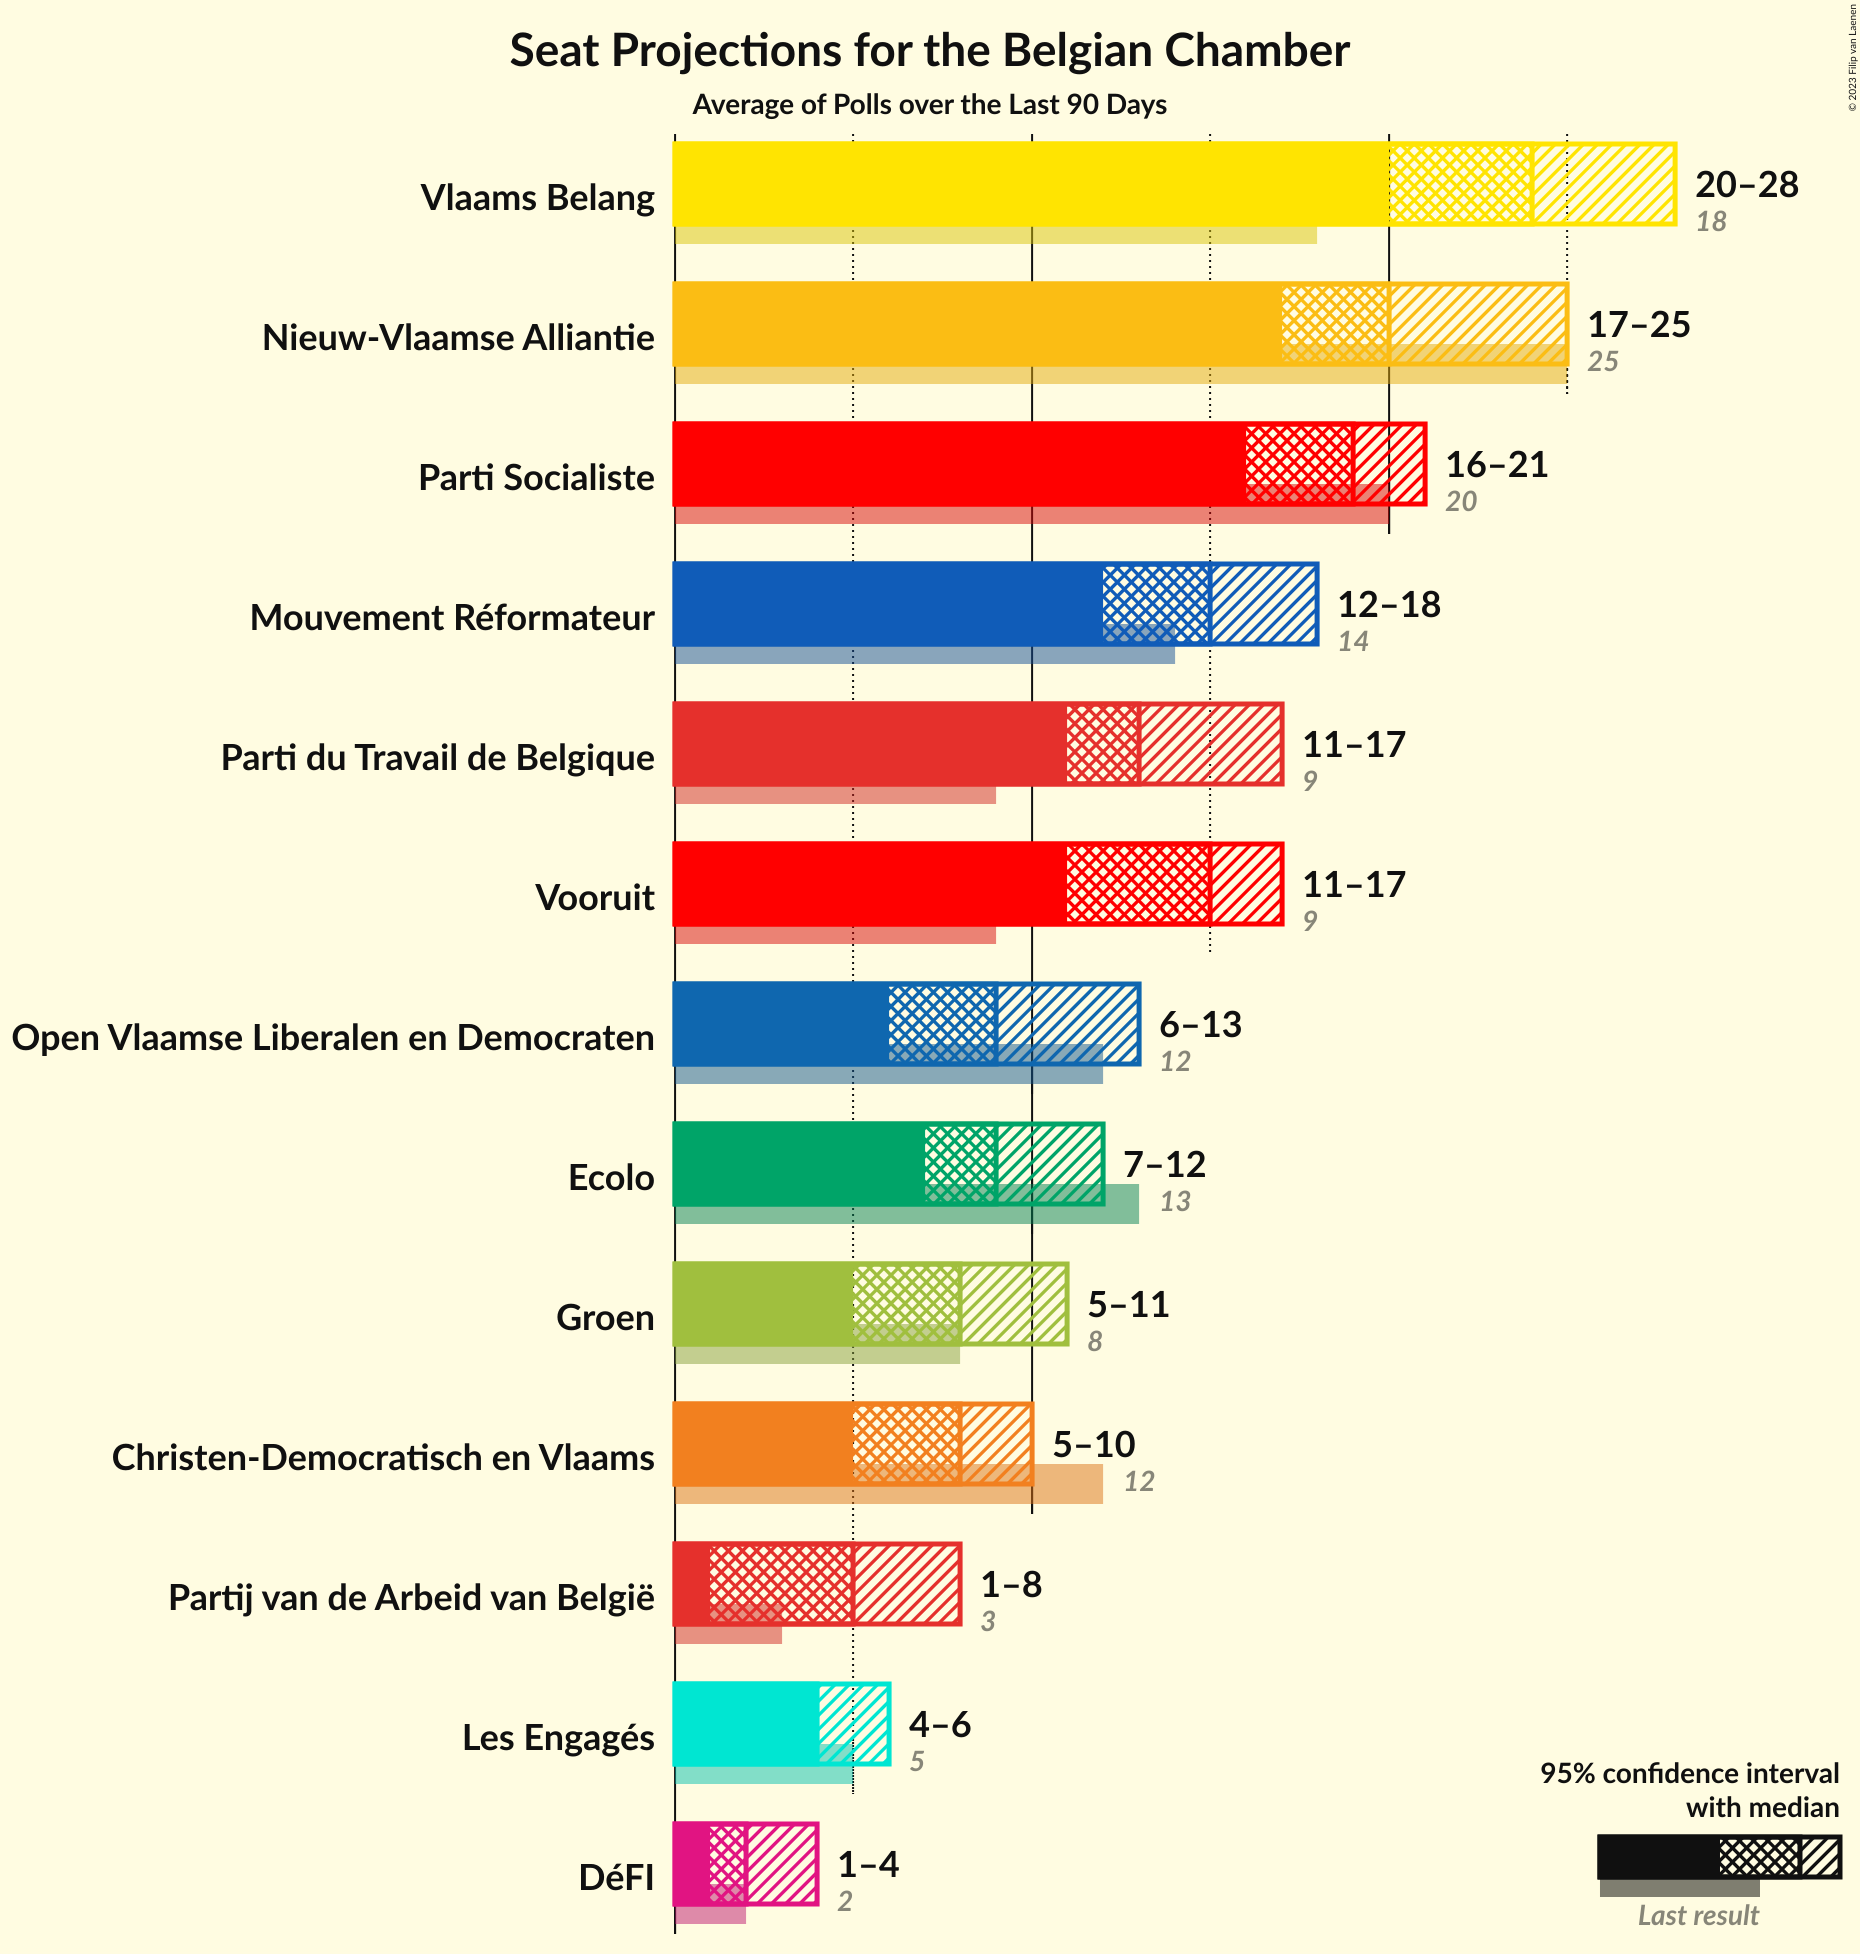 Seat Projections for the Belgian Chamber
Average of Polls over the Last 90 Days
© 2023 Filip van Laenen
Vlaams Belang
20–28
18
Nieuw-Vlaamse Alliantie
17–25
25
Parti Socialiste
16–21
20
Mouvement Réformateur
12–18
14
Parti du Travail de Belgique
11–17
9
Vooruit
11–17
9
Open Vlaamse Liberalen en Democraten
6–13
12
Ecolo
7–12
13
Groen
5–11
8
Christen-Democratisch en Vlaams
5–10
12
Partij van de Arbeid van België
1–8
3
Les Engagés
4–6
5
DéFI
1–4
2
95% confidence interval
with median
Last result